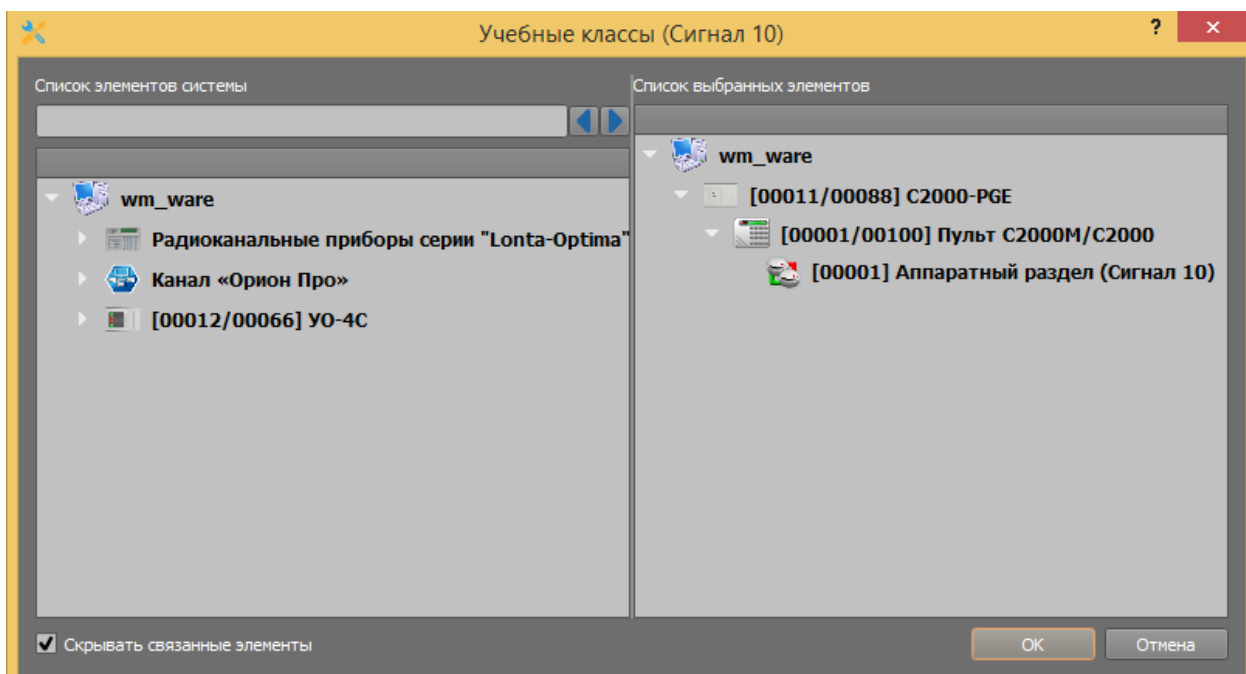 Учебные классы (Сигнал 10)
?
×
Список элементов системы
Список выбранных элементов
wm_ware
Радиоканальные приборы серии "Lonta-Optima"
Канал «Орион Про»
[00012/00066] УО-4С
wm_ware
[00011/00088] С2000-PGE
[00001/00100] Пульт С2000М/С2000
[00001] Аппаратный раздел (Сигнал 10)
Скрывать связанные элементы
ОК
Отмена